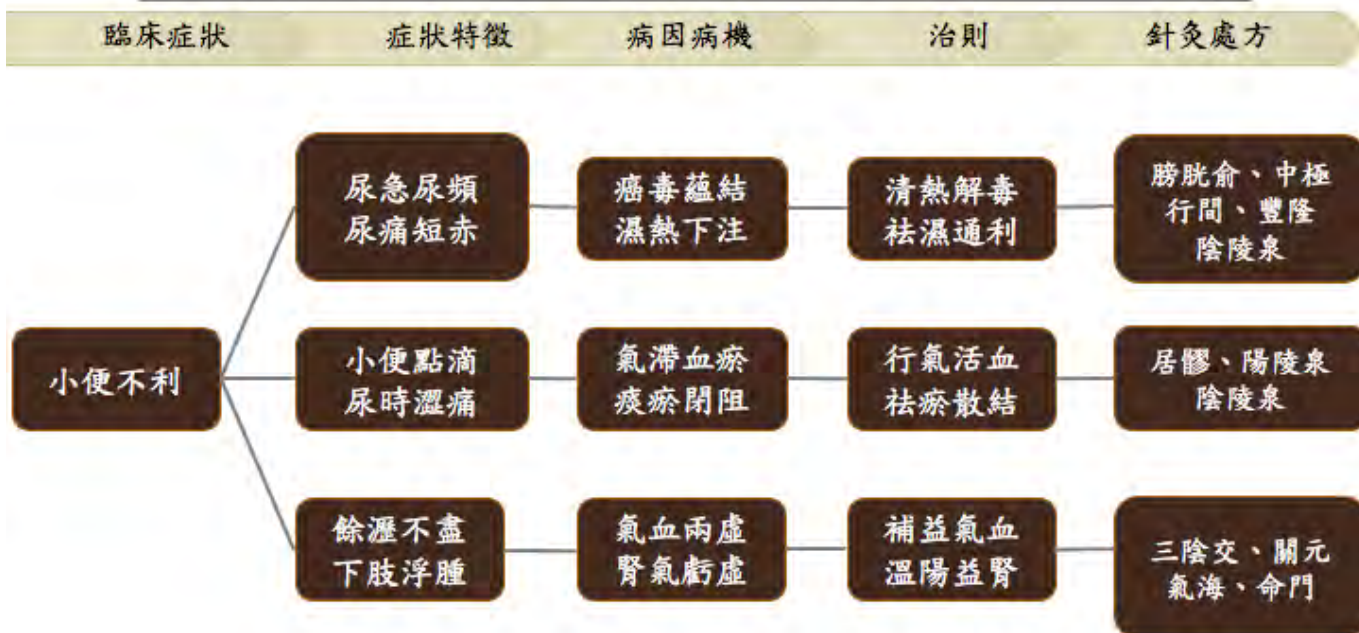 臨床症狀 症狀特徵 病因病機 治則 針灸處方
小便不利
尿急尿頻
尿痛短赤
癌毒蘊結
濕熱下注
清熱解毒
祛濕通利
膀胱俞、中極
行間、豐隆
陰陵泉
小便點滴
尿時澀痛
氣滯血瘀
痰瘀閉阻
行氣活血
祛瘀散結
居髎、陽陵泉
陰陵泉
餘瀝不盡
下肢浮腫
氣血兩虛
腎氣虧虛
補益氣血
溫陽益腎
三陰交、關元
氣海、命門